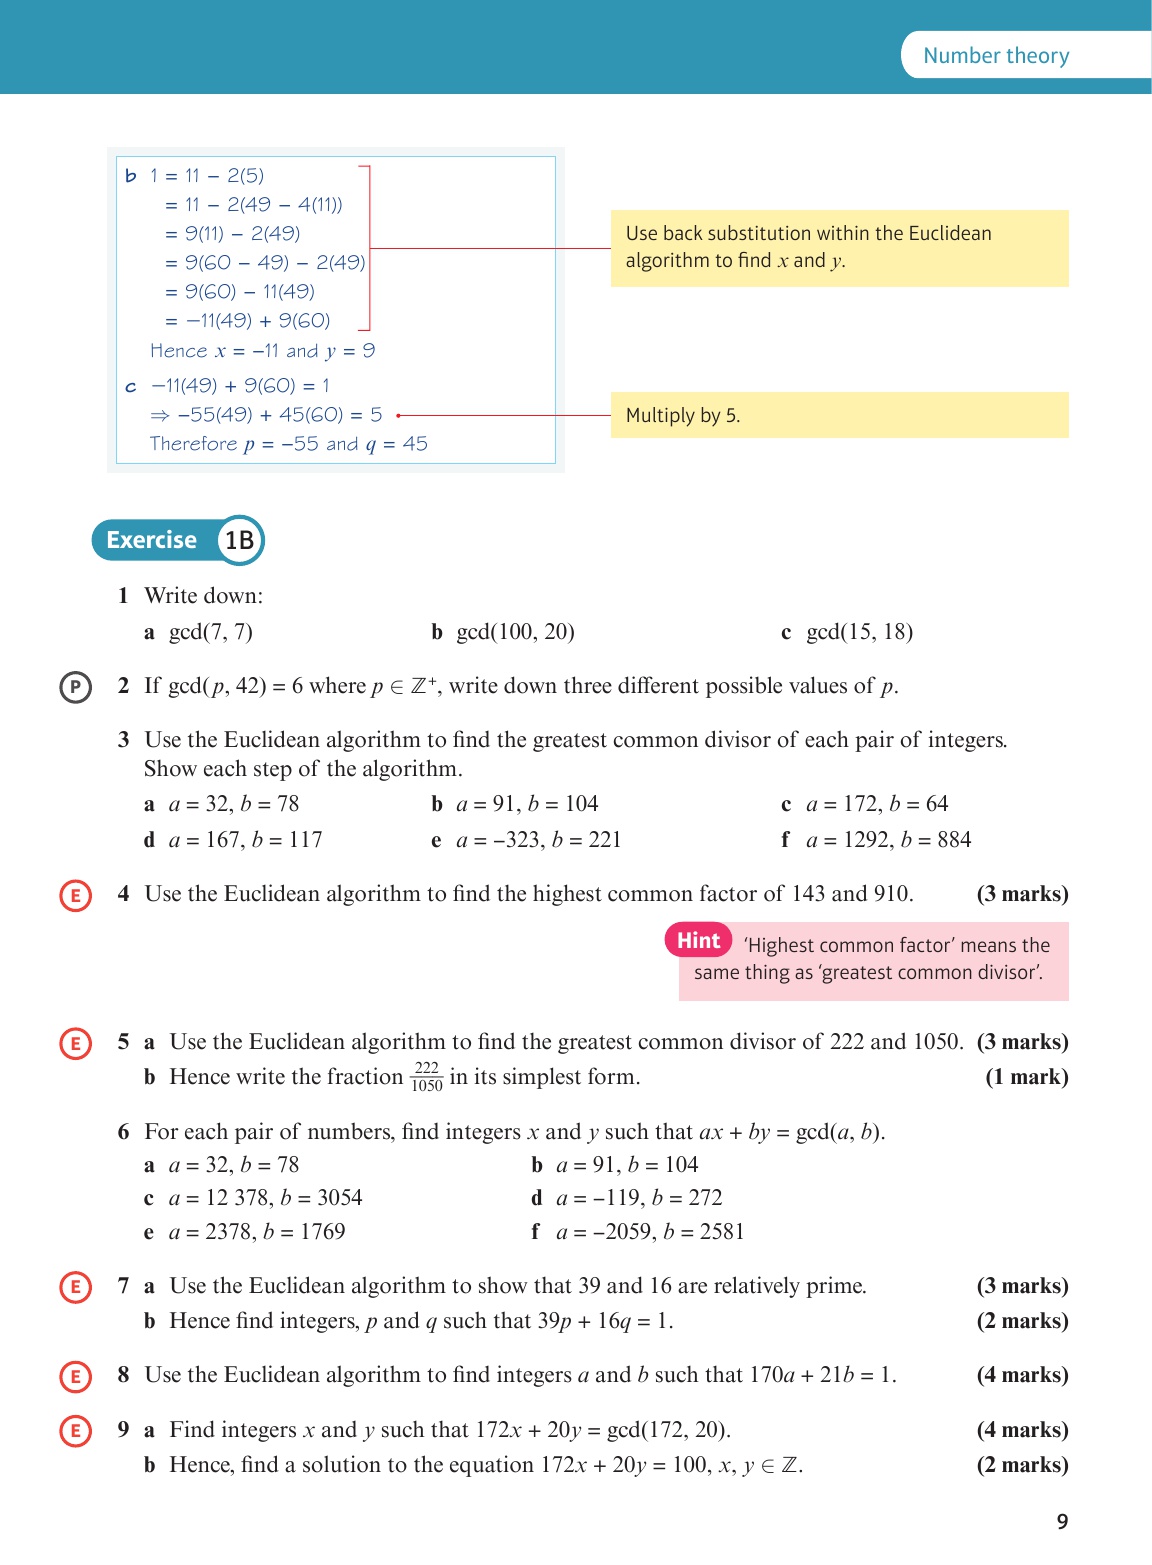 Number theory
b 1 = 11 − 2(5)
= 11 − 2(49 − 4(11))
= 9(11) − 2(49)
= 9(60 − 49) − 2(49)
= 9(60) − 11(49)
= −11(49) + 9(60)
Hence x = −11 and y = 9
Use back substitution within the Euclidean
algorithm to find x and y.
c −11(49) + 9(60) = 1
⇒ −55(49) + 45(60) = 5
Therefore p = −55 and q = 45
Multiply by 5.
Exercise 1B
1 Write down:
a gcd(7, 7) b gcd(100, 20) c gcd(15, 18)
P 2 If gcd(p, 42) = 6 where p ∈ ℤ⁺, write down three different possible values of p.
3 Use the Euclidean algorithm to find the greatest common divisor of each pair of integers.
Show each step of the algorithm.
a a = 32, b = 78 b a = 91, b = 104 c a = 172, b = 64
d a = 167, b = 117 e a = −323, b = 221 f a = 1292, b = 884
E 4 Use the Euclidean algorithm to find the highest common factor of 143 and 910. (3 marks)
Hint ‘Highest common factor’ means the
same thing as ‘greatest common divisor’.
E 5 a Use the Euclidean algorithm to find the greatest common divisor of 222 and 1050. (3 marks)
b Hence write the fraction 222/1050 in its simplest form. (1 mark)
6 For each pair of numbers, find integers x and y such that ax + by = gcd(a, b).
a a = 32, b = 78 b a = 91, b = 104
c a = 12 378, b = 3054 d a = −119, b = 272
e a = 2378, b = 1769 f a = −2059, b = 2581
E 7 a Use the Euclidean algorithm to show that 39 and 16 are relatively prime. (3 marks)
b Hence find integers, p and q such that 39p + 16q = 1. (2 marks)
E 8 Use the Euclidean algorithm to find integers a and b such that 170a + 21b = 1. (4 marks)
E 9 a Find integers x and y such that 172x + 20y = gcd(172, 20). (4 marks)
b Hence, find a solution to the equation 172x + 20y = 100, x, y ∈ ℤ. (2 marks)
9